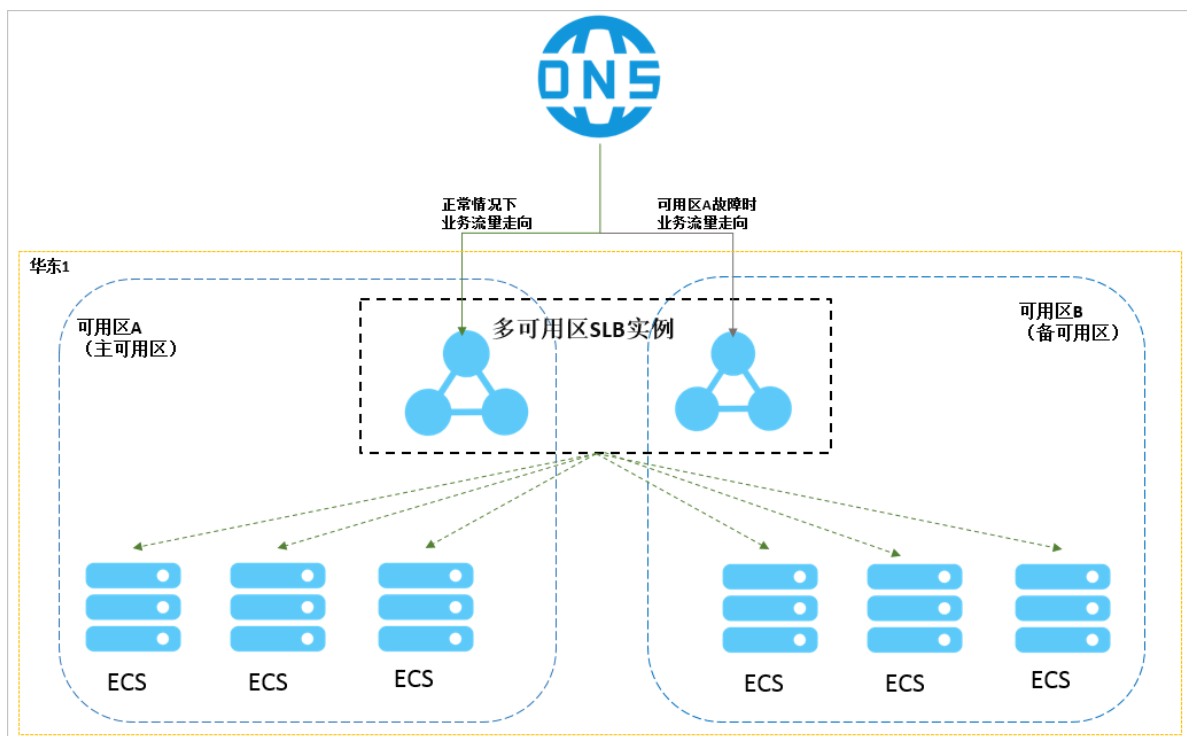 DNS
正常情况下
业务流量走向
可用区A故障时
业务流量走向
华东1
可用区A
（主可用区）
多可用区SLB实例
可用区B
（备可用区）
ECS
ECS
ECS
ECS
ECS
ECS